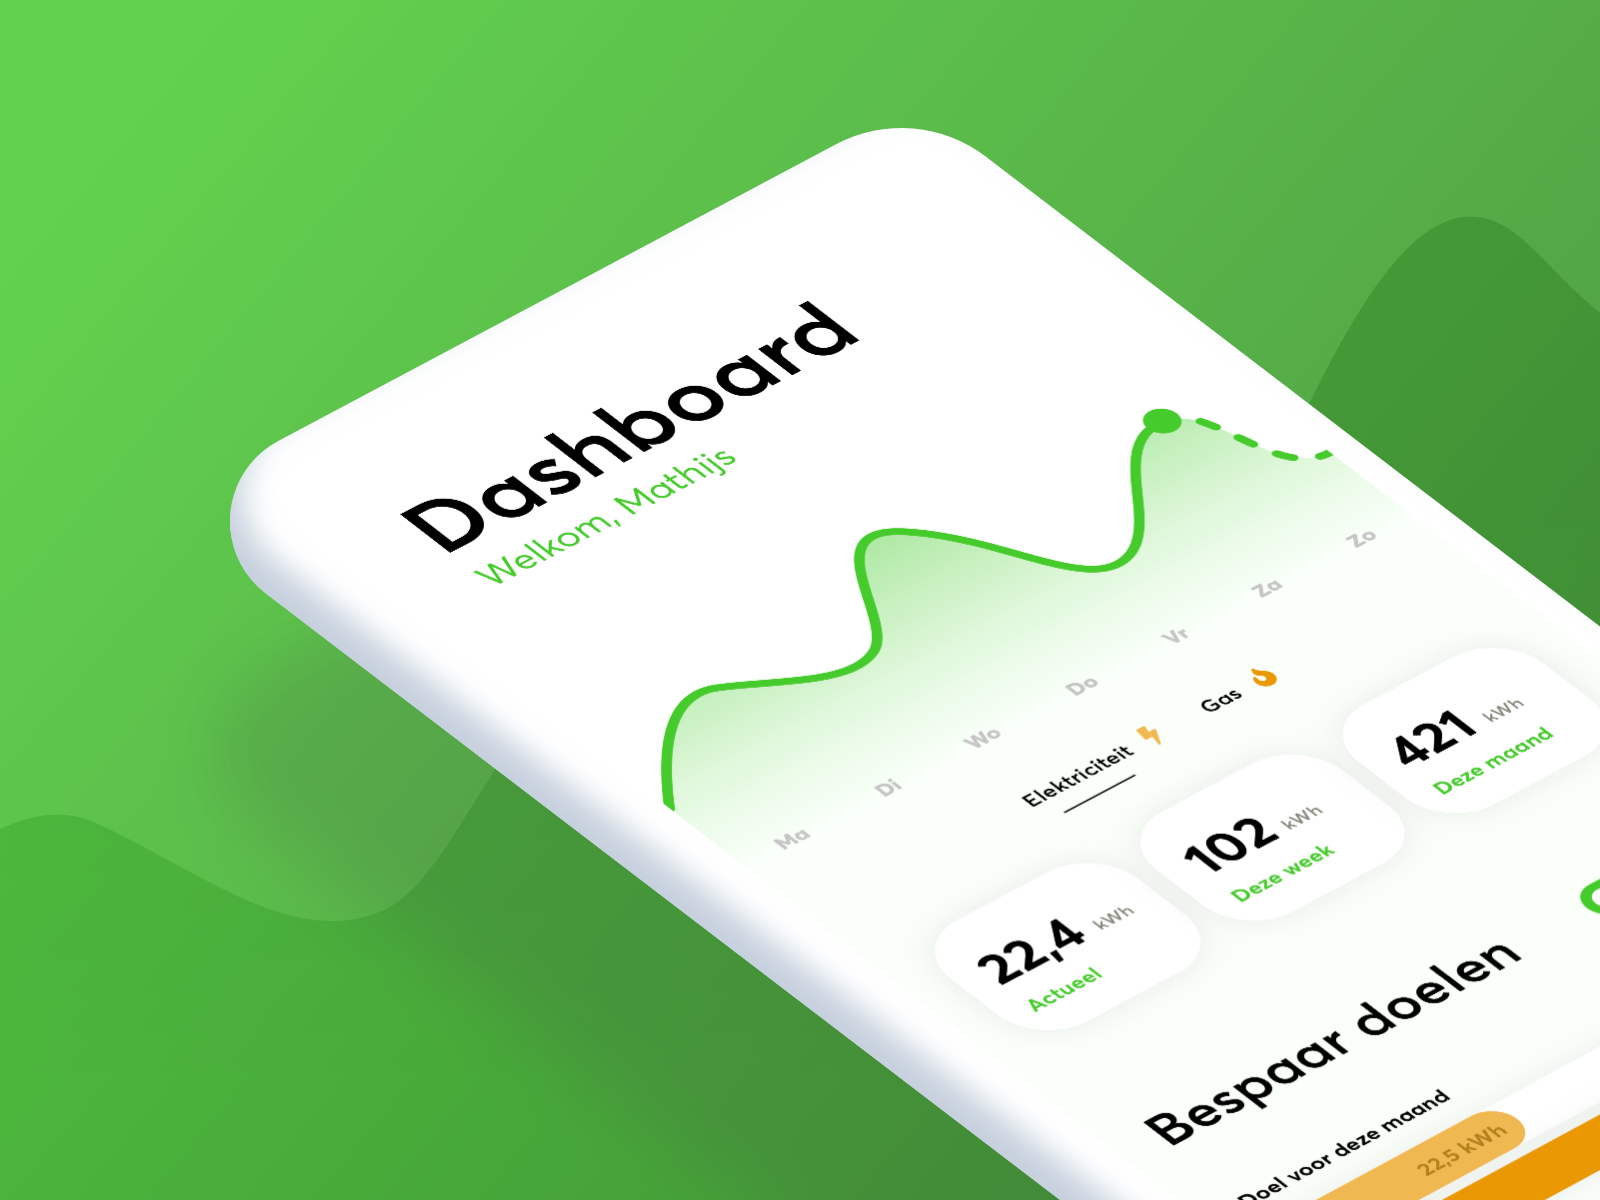 Dashboard
Welkom, Mathijs
Ma Di Wo Do Vr Za Zo
Elektriciteit Gas
22,4 kWh
Actueel
102 kWh
Deze week
421 kWh
Deze maand
Bespaar doelen
Doel voor deze maand
22,5 kWh